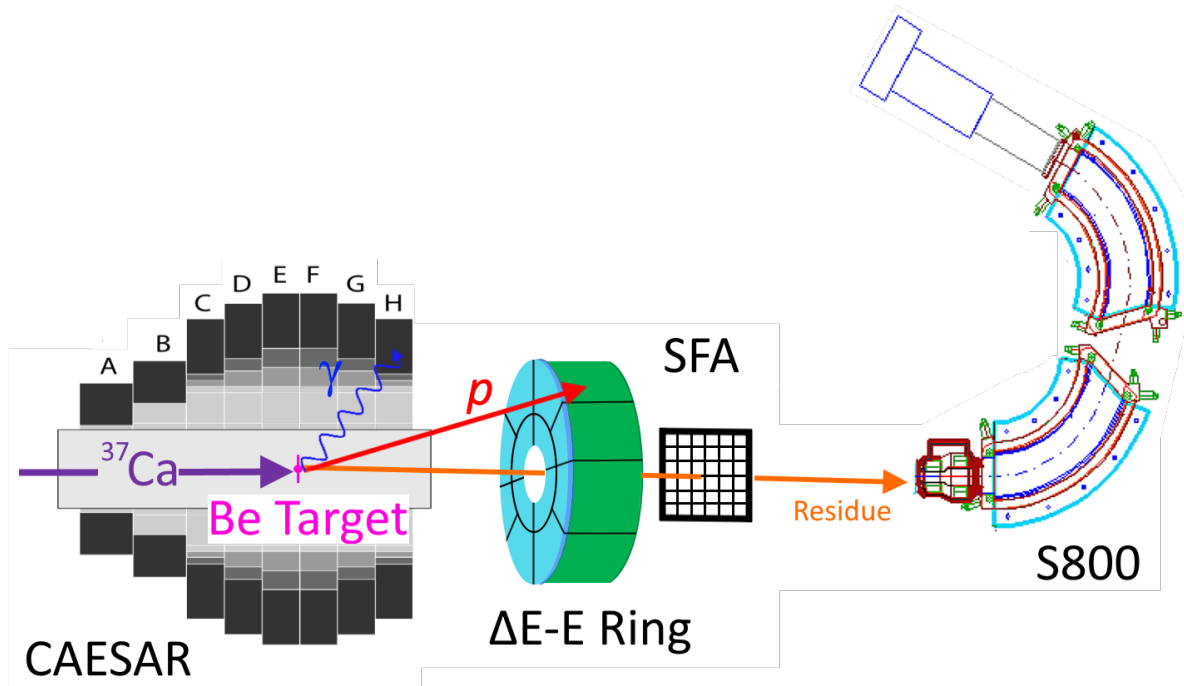 A
B
C
D
E
F
G
H
γ
p
SFA
³⁷Ca
Be Target
Residue
ΔE-E Ring
S800
CAESAR